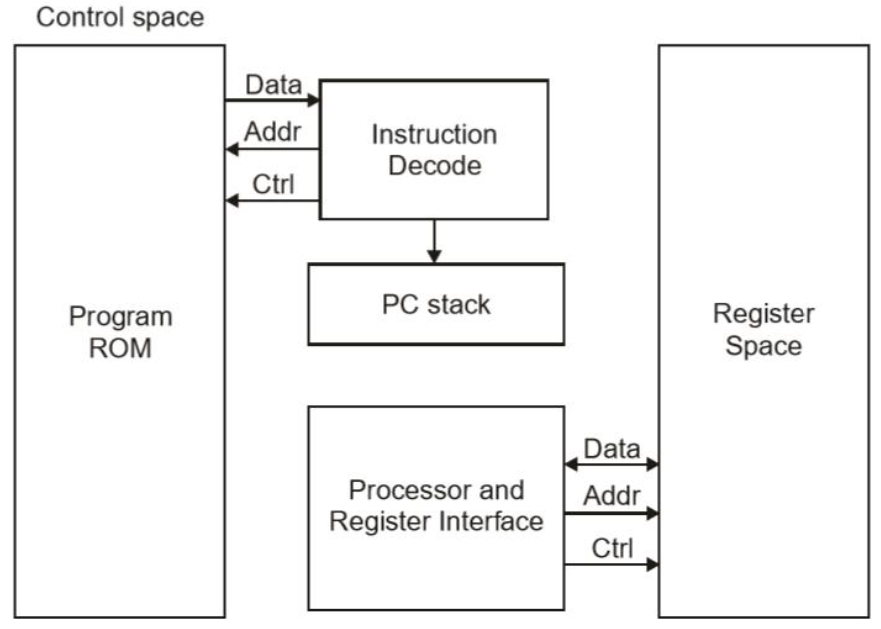 Control space
Data
Addr
Ctrl
Instruction
Decode
PC stack
Program
ROM
Register
Space
Processor and
Register Interface
Data
Addr
Ctrl